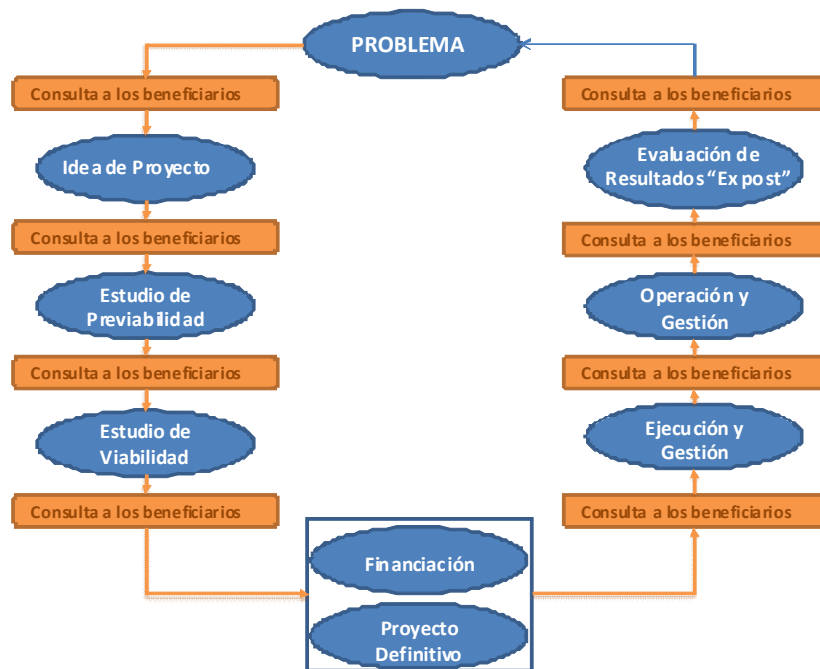 PROBLEMA
Consulta a los beneficiarios
Idea de Proyecto
Consulta a los beneficiarios
Estudio de
Previabilidad
Consulta a los beneficiarios
Estudio de
Viabilidad
Consulta a los beneficiarios
Financiación
Proyecto
Definitivo
Consulta a los beneficiarios
Ejecución y
Gestión
Consulta a los beneficiarios
Operación y
Gestión
Consulta a los beneficiarios
Evaluación de
Resultados “Ex post”
Consulta a los beneficiarios